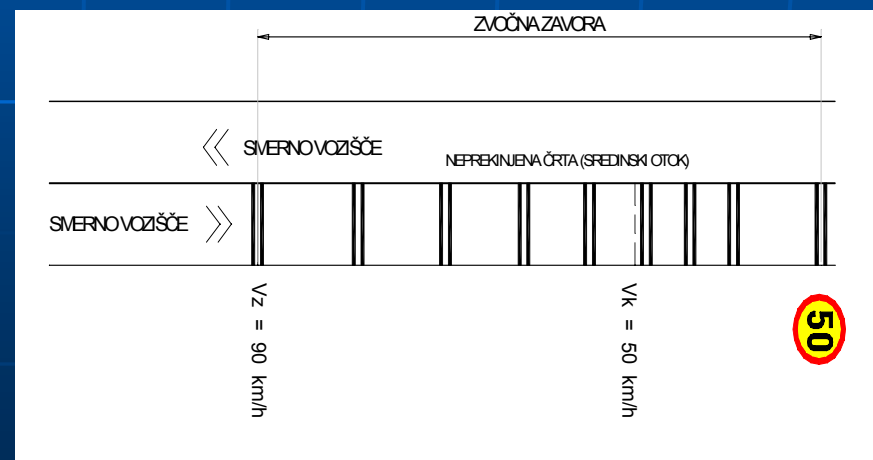 ZVOČNA ZAVORA
SMERNO VOZIŠČE
NEPREKINJENA ČRTA (SREDINSKI OTOK)
SMERNO VOZIŠČE
Vz = 90 km/h
Vk = 50 km/h
50